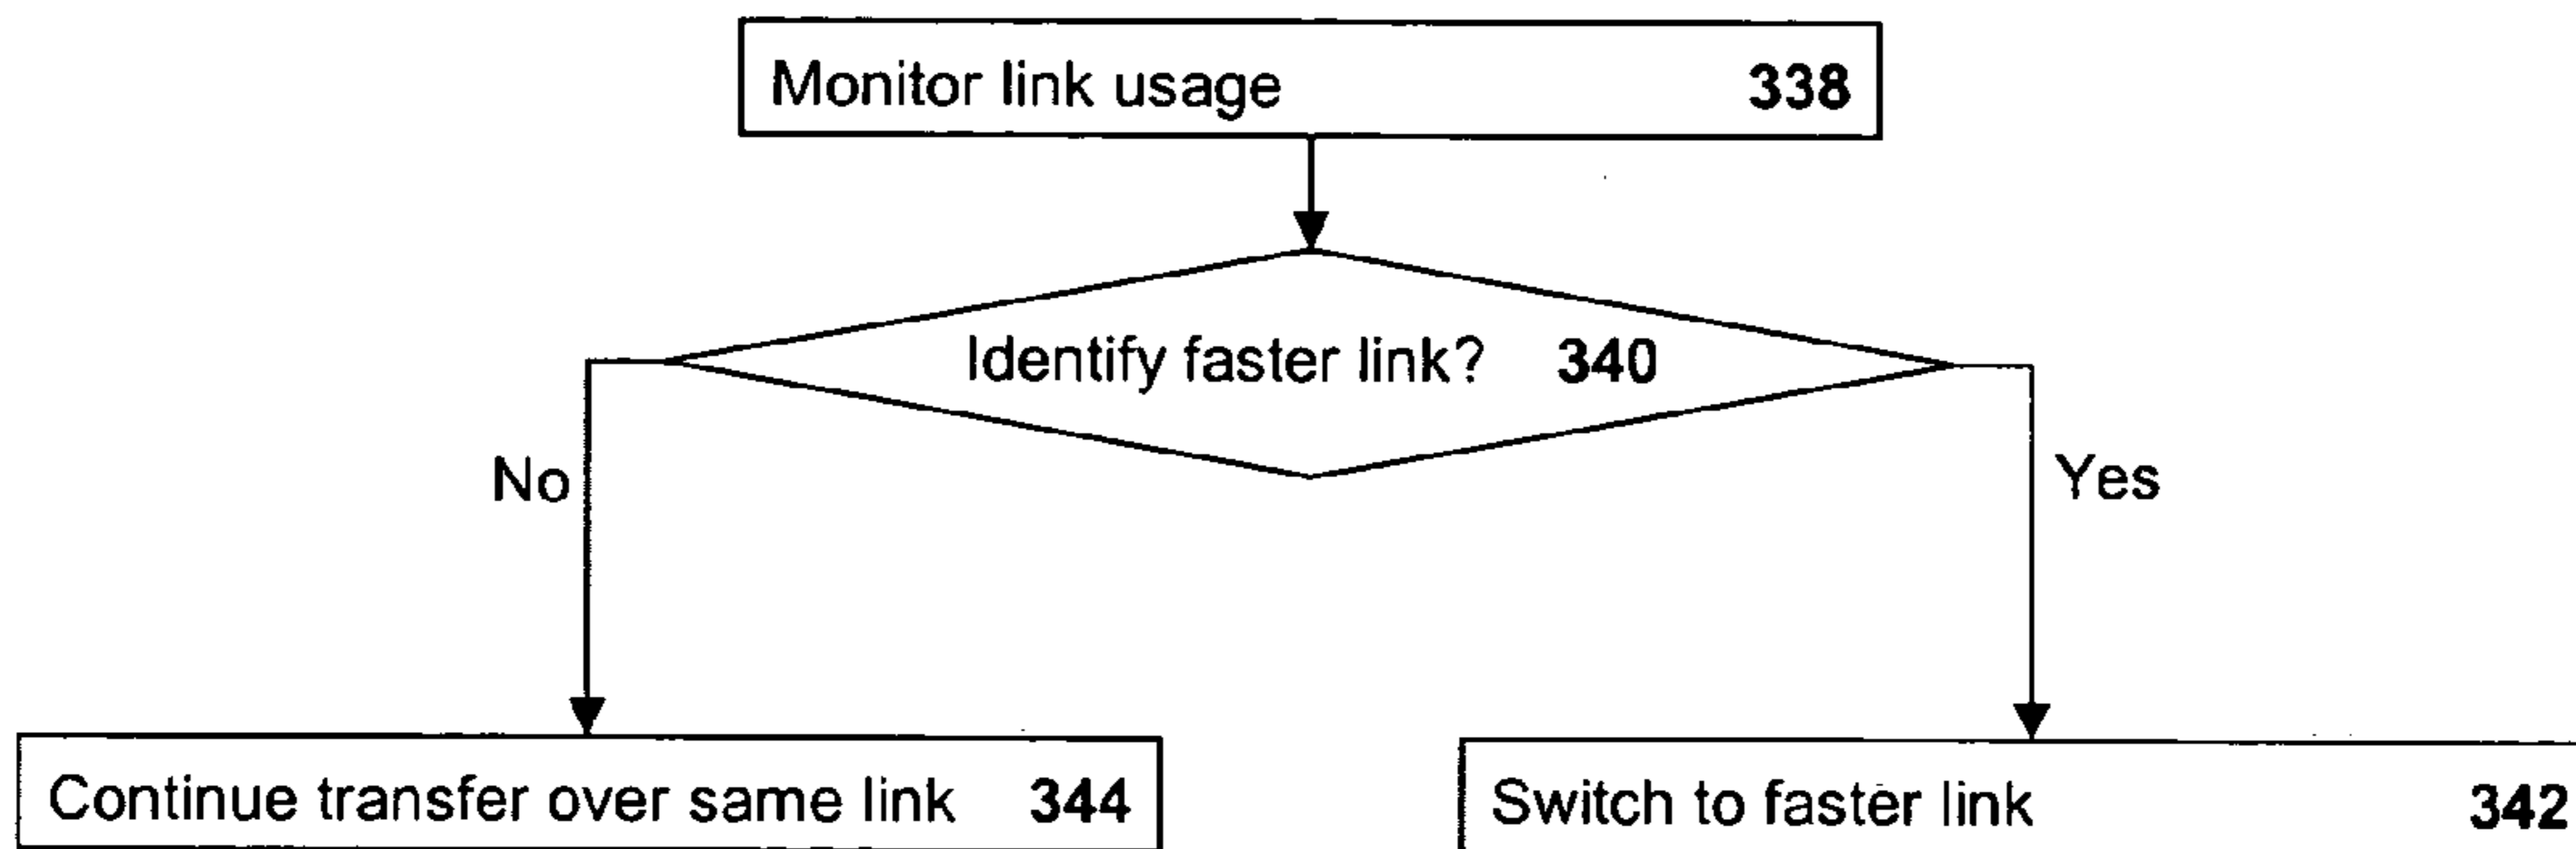 Monitor link usage 338
Identify faster link? 340
No
Yes
Continue transfer over same link 344
Switch to faster link 342